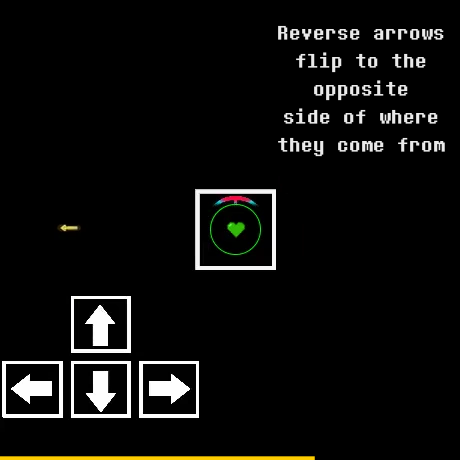 Reverse arrows
flip to the
opposite
side of where
they come from